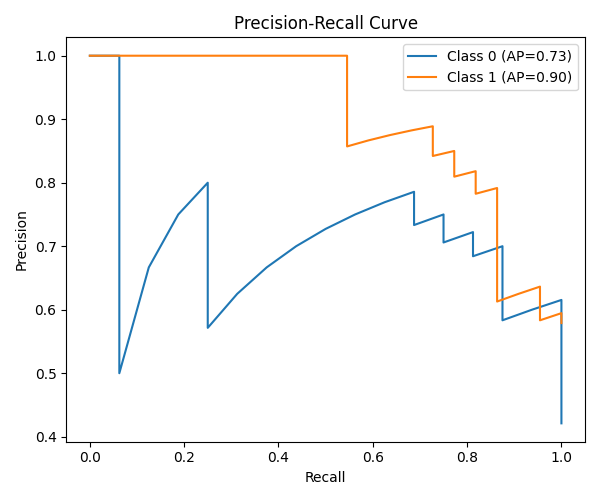 Precision-Recall Curve
Class 0 (AP=0.73)
Class 1 (AP=0.90)
Precision
1.0
0.9
0.8
0.7
0.6
0.5
0.4
0.0 0.2 0.4 0.6 0.8 1.0
Recall